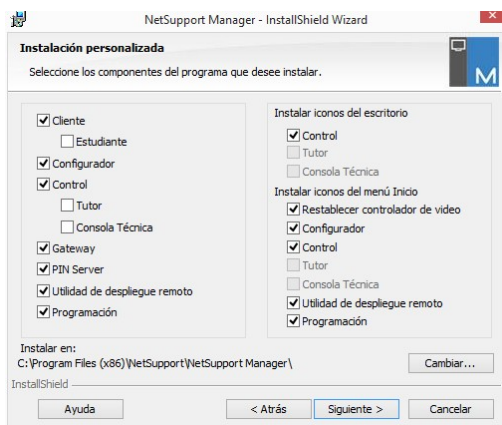 NetSupport Manager - InstallShield Wizard
Instalación personalizada
Seleccione los componentes del programa que desee instalar.
M
Cliente
Estudiante
Configurador
Control
Tutor
Consola Técnica
Gateway
PIN Server
Utilidad de despliegue remoto
Programación
Instalar iconos del escritorio
Control
Tutor
Consola Técnica
Instalar iconos del menú Inicio
Restablecer controlador de video
Configurador
Control
Tutor
Consola Técnica
Utilidad de despliegue remoto
Programación
Instalar en:
C:\Program Files (x86)\NetSupport\NetSupport Manager\
Cambiar...
InstallShield
Ayuda
< Atrás
Siguiente >
Cancelar